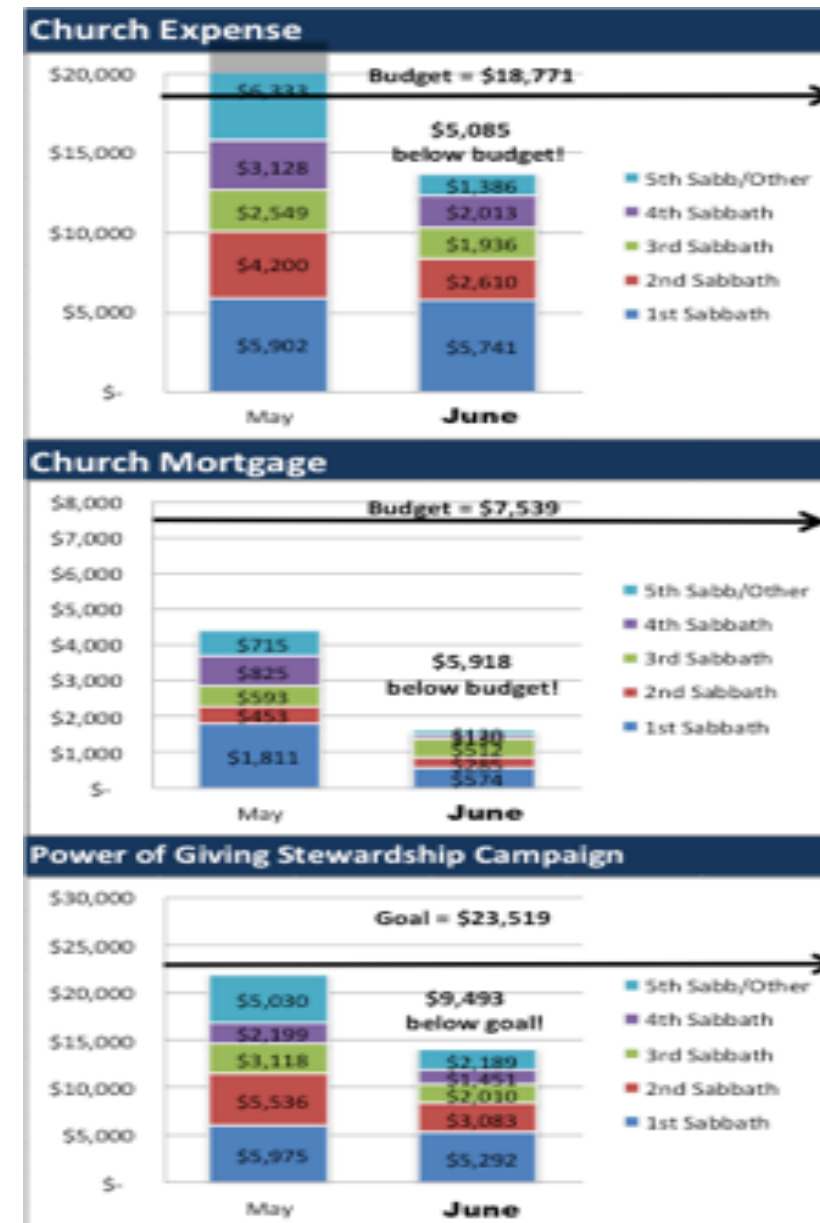 Church Expense
$20,000
$15,000
$10,000
$5,000
$-
Budget = $18,771
$5,085
below budget!
$6,333
$3,128
$2,549
$4,200
$5,902
$1,386
$2,013
$1,936
$2,610
$5,741
5th Sabb/Other
4th Sabbath
3rd Sabbath
2nd Sabbath
1st Sabbath
May
June
Church Mortgage
$8,000
$7,000
$6,000
$5,000
$4,000
$3,000
$2,000
$1,000
$-
Budget = $7,539
$5,918
below budget!
$715
$825
$593
$453
$1,811
$512
$285
$574
5th Sabb/Other
4th Sabbath
3rd Sabbath
2nd Sabbath
1st Sabbath
May
June
Power of Giving Stewardship Campaign
$30,000
$25,000
$20,000
$15,000
$10,000
$5,000
$-
Goal = $23,519
$9,493
below goal!
$5,030
$2,199
$3,118
$5,536
$5,975
$2,189
$1,451
$2,010
$3,083
$5,292
5th Sabb/Other
4th Sabbath
3rd Sabbath
2nd Sabbath
1st Sabbath
May
June